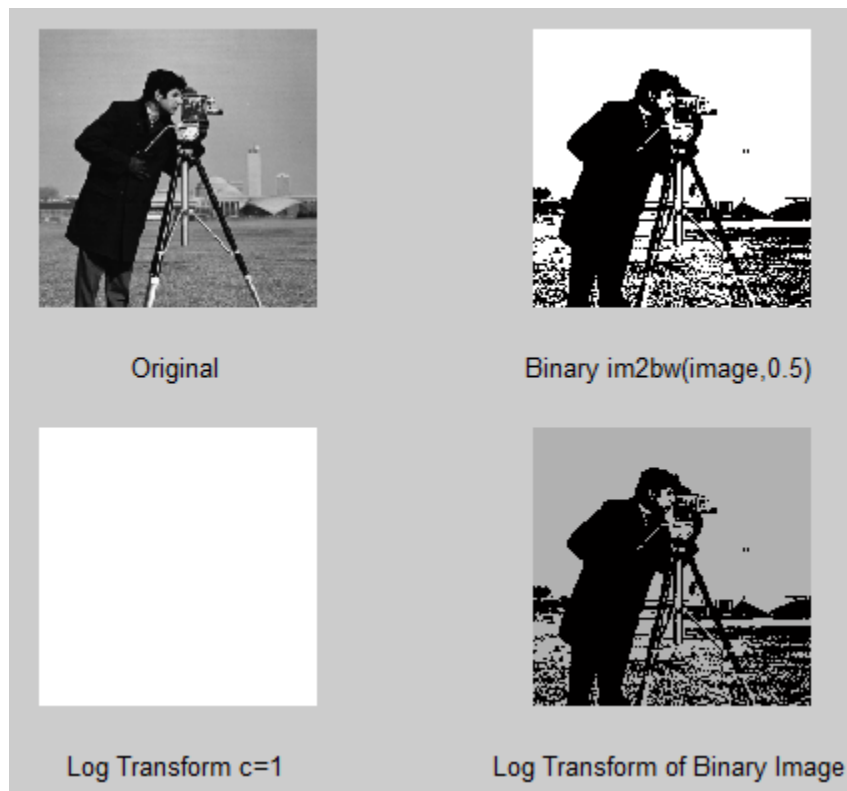 Original
Binary im2bw(image,0.5)
Log Transform c=1
Log Transform of Binary Image